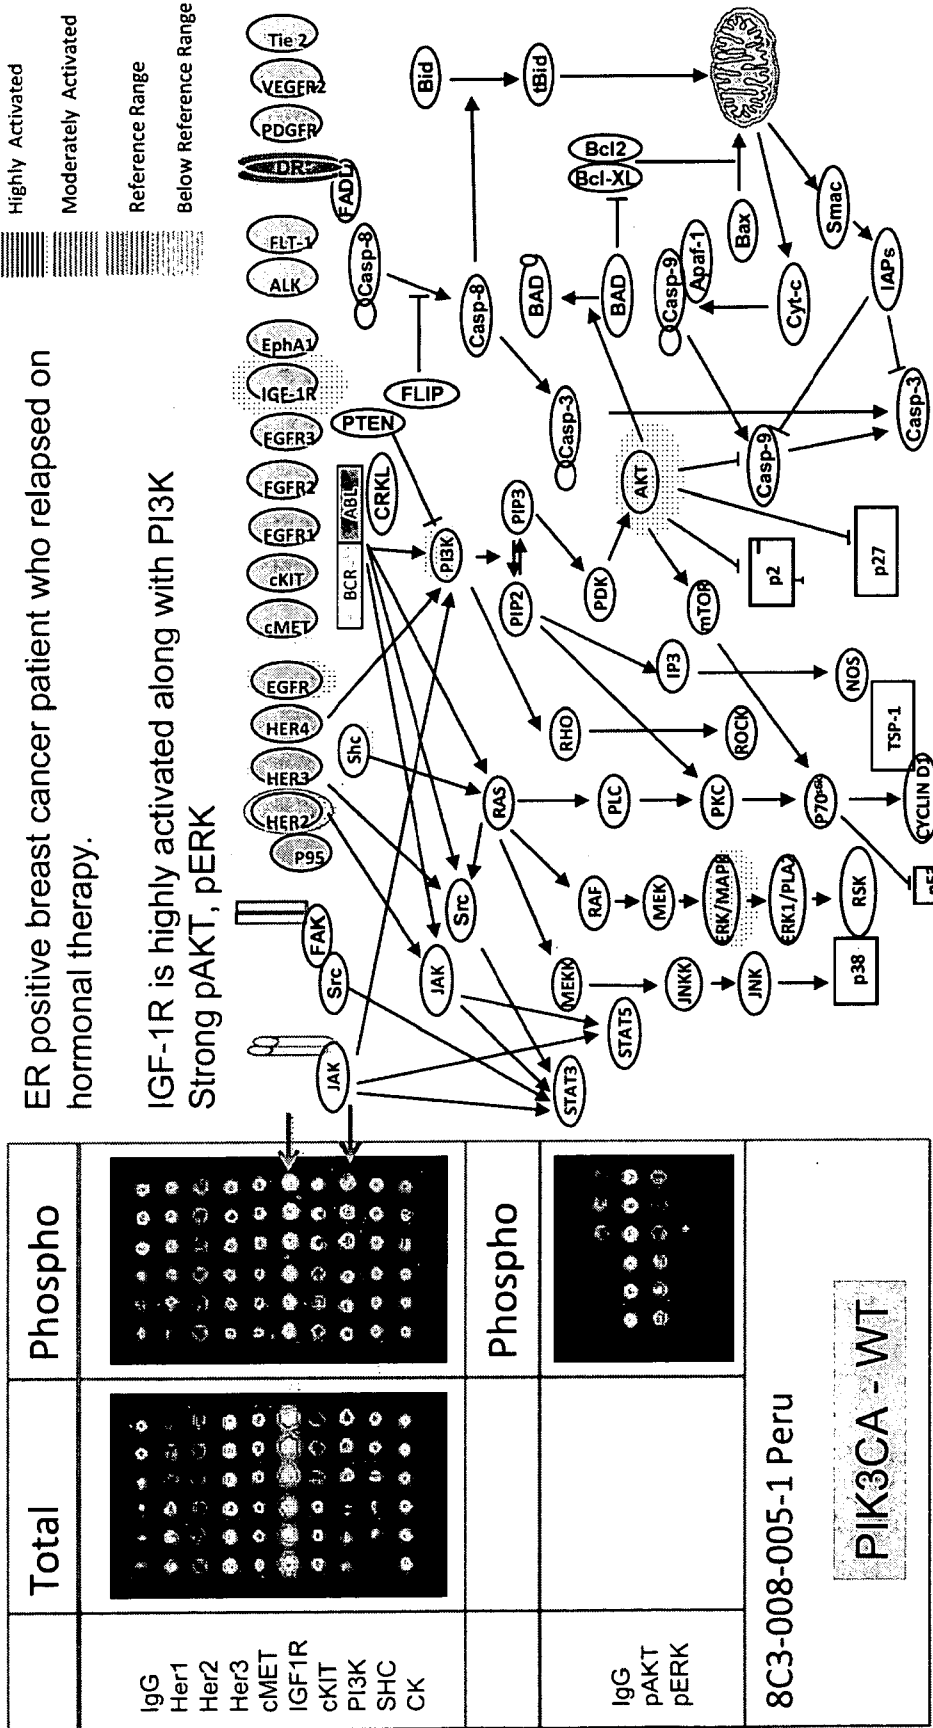 Total
Phospho
IgG
Her1
Her2
Her3
cMET
IGF1R
cKIT
PI3K
SHC
CK
Phospho
IgG
pAKT
pERK
8C3-008-005-1 Peru
PIK3CA - WT
ER positive breast cancer patient who relapsed on
hormonal therapy.
IGF-1R is highly activated along with PI3K
Strong pAKT, pERK
Highly Activated
Moderately Activated
Reference Range
Below Reference Range
P95
HER2
HER3
HER4
EGFR
cMET
cKIT
FGFR1
FGFR2
FGFR3
IGF-1R
EphA1
ALK
FLT-1
DR
PDGFR
VEGFR2
Tie 2
FADD
JAK
Src
FAK
Shc
BCR
ABL
CRKL
PTEN
Casp-8
FLIP
JAK
Src
RAS
PI3K
Casp-8
Bid
PIP2
PIP3
BAD
tBid
STAT3
MEKK
RAF
PLC
RHO
PDK
Casp-3
BAD
Bcl-XL
Bcl2
STAT5
JNKK
MEK
IP3
AKT
Casp-9
Apaf-1
JNK
ERK/MAPK
PKC
ROCK
mTOR
Bax
ERK1/PLA2
P70
p2
Casp-9
Cyt-c
Smac
p38
RSK
NOS
TSP-1
p27
IAPs
CYCLIN D1
Casp-3